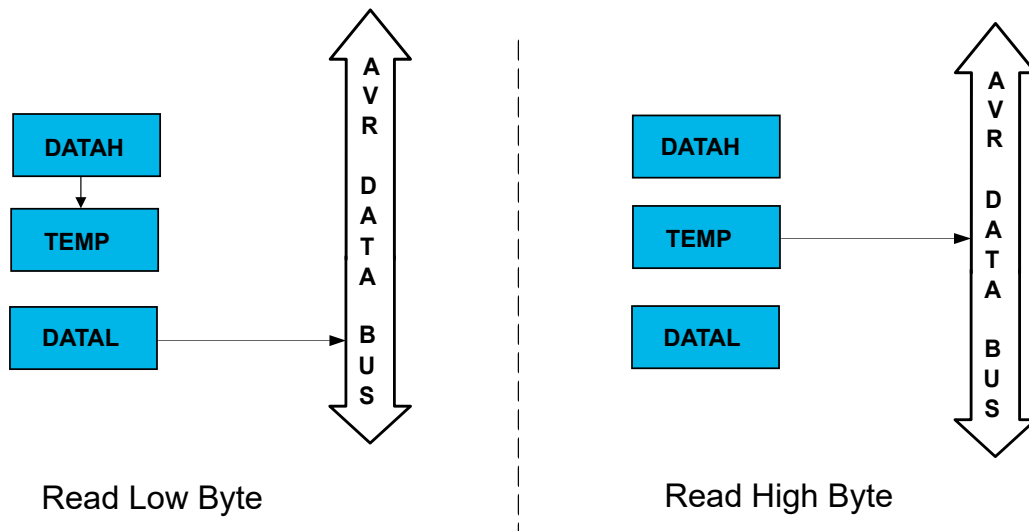 DATAH
TEMP
DATAL
AVR DATA BUS
Read Low Byte
DATAH
TEMP
DATAL
AVR DATA BUS
Read High Byte